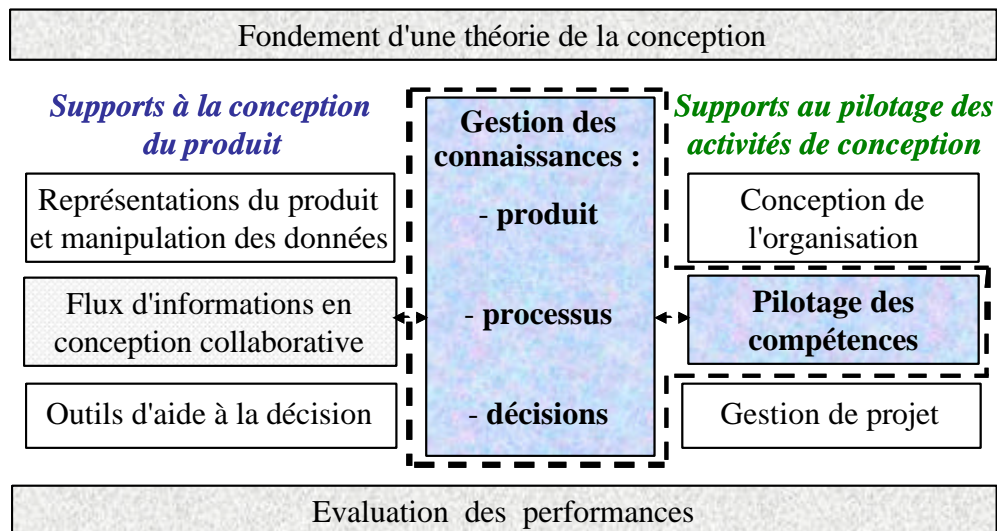 Fondement d'une théorie de la conception
Supports à la conception
du produit
Représentations du produit
et manipulation des données
Flux d'informations en
conception collaborative
Outils d'aide à la décision
Gestion des
connaissances :
- produit
- processus
- décisions
Supports au pilotage des
activités de conception
Conception de
l'organisation
Pilotage des
compétences
Gestion de projet
Evaluation des performances